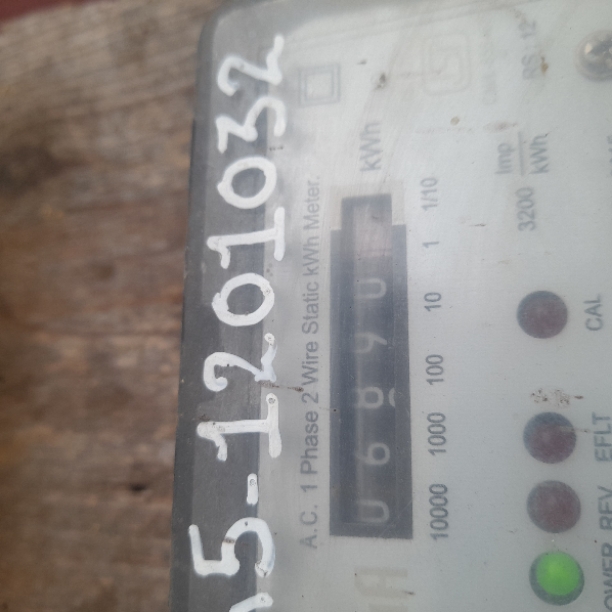 5-1201032
A.C. 1 Phase 2 Wire Static kWh Meter.
06890 kWh
10000 1000 100 10 1 1/10
3200 Imp
kWh
REV EFLT CAL